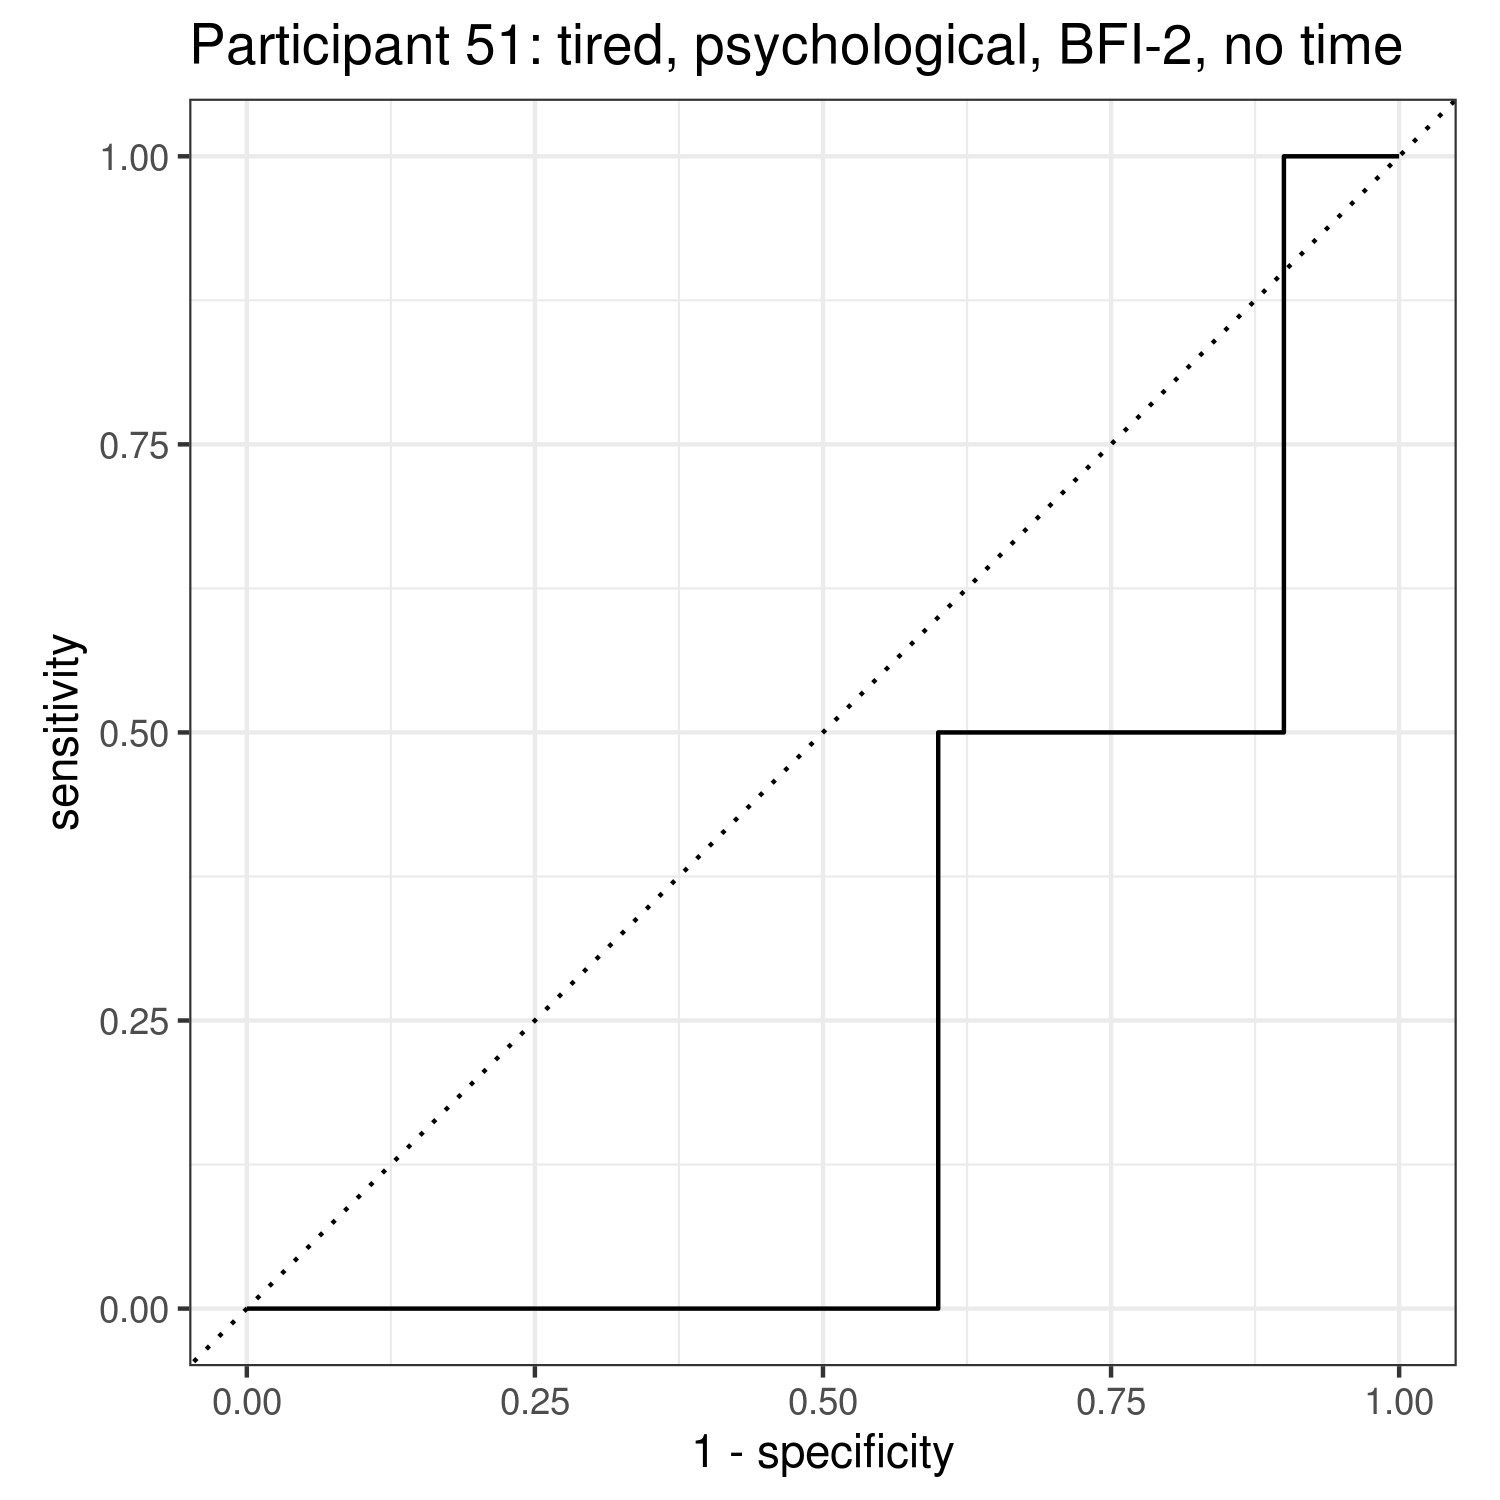 Participant 51: tired, psychological, BFI-2, no time
1.00
0.75
0.50
0.25
0.00
sensitivity
0.00 0.25 0.50 0.75 1.00
1 - specificity